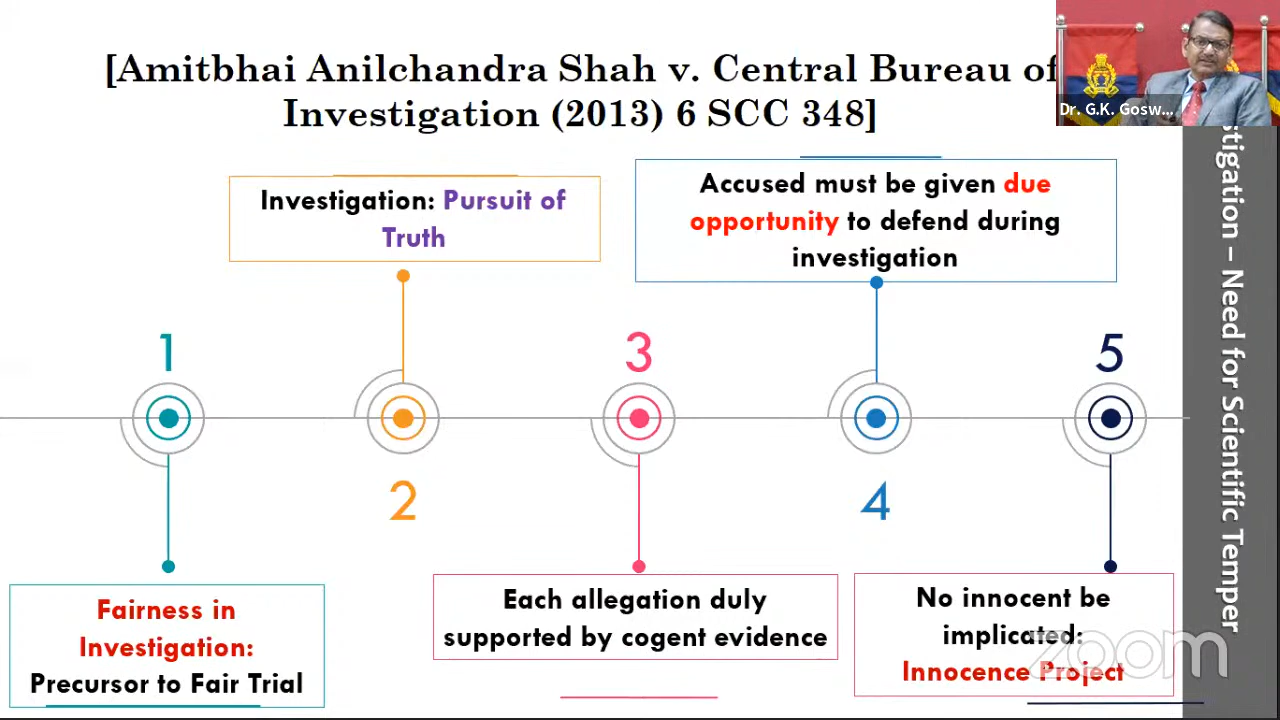 [Amitbhai Anilchandra Shah v. Central Bureau of
Investigation (2013) 6 SCC 348]
Dr. G.K. Gosw...
Investigation: Pursuit of
Truth
Accused must be given due
opportunity to defend during
investigation
1
3
5
2
4
Fairness in
Investigation:
Precursor to Fair Trial
Each allegation duly
supported by cogent evidence
No innocent be
implicated:
Innocence Project
zoom
tigation – Need for Scientific Temper